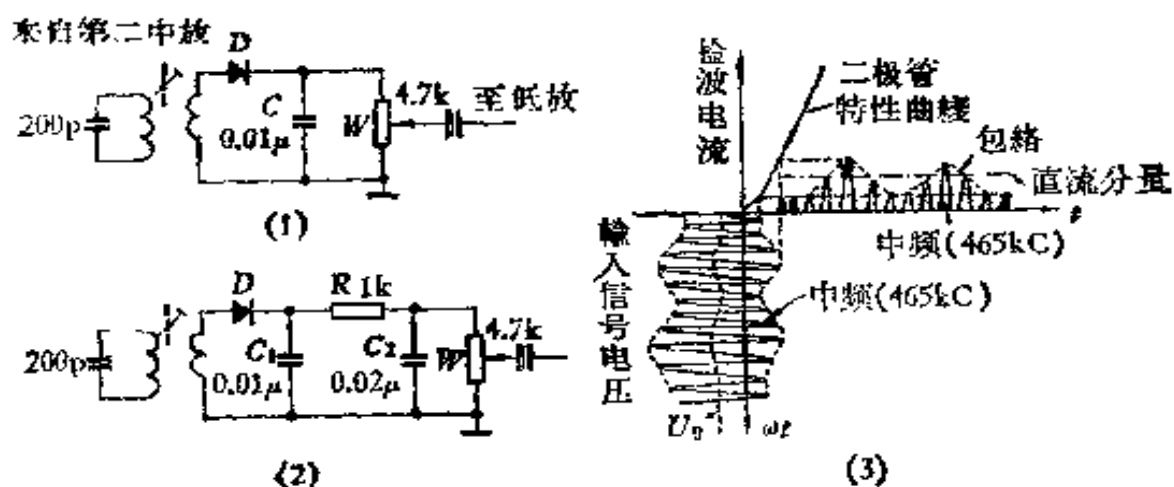 来自第二中放
D
200p
C
0.01μ
W
4.7k
至低放
(1)
D
R 1k
200p
C₁
0.01μ
C₂
0.02μ
W
4.7k
(2)
检波电流
二极管
特性曲线
包络
直流分量
t
中频(465kC)
输入信号电压
中频(465kC)
ωt
(3)